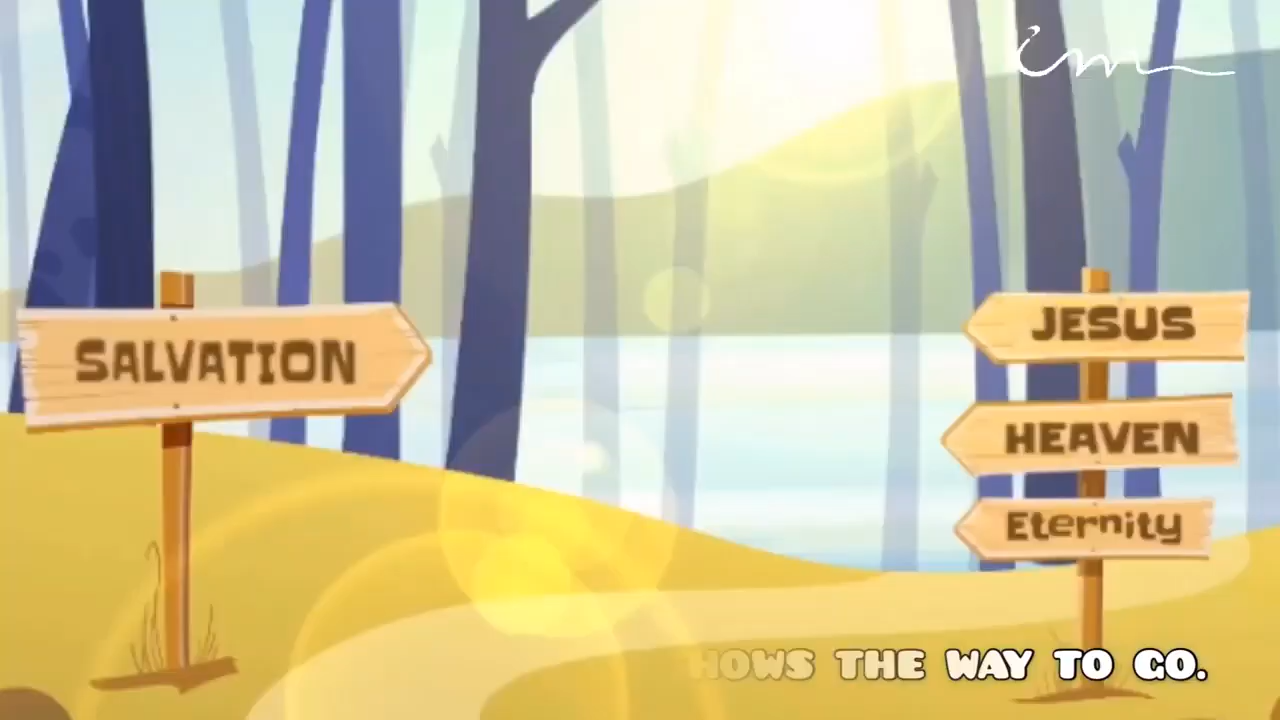 SALVATION
JESUS
HEAVEN
Eternity
THE WAY TO GO.